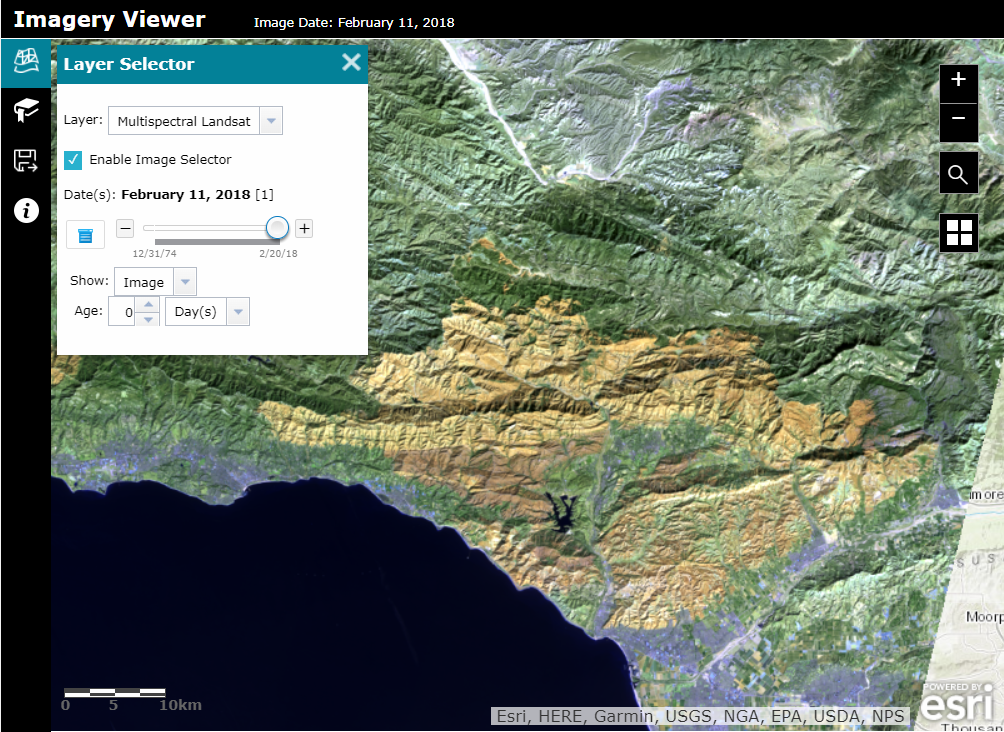 Imagery Viewer
Image Date: February 11, 2018
Layer Selector
Layer: Multispectral Landsat
Enable Image Selector
Date(s): February 11, 2018 [1]
12/31/74 2/20/18
Show: Image
Age: 0 Day(s)
imore
S U S
Moorp
0 5 10km
Esri, HERE, Garmin, USGS, NGA, EPA, USDA, NPS
POWERED BY
esri
Thousan